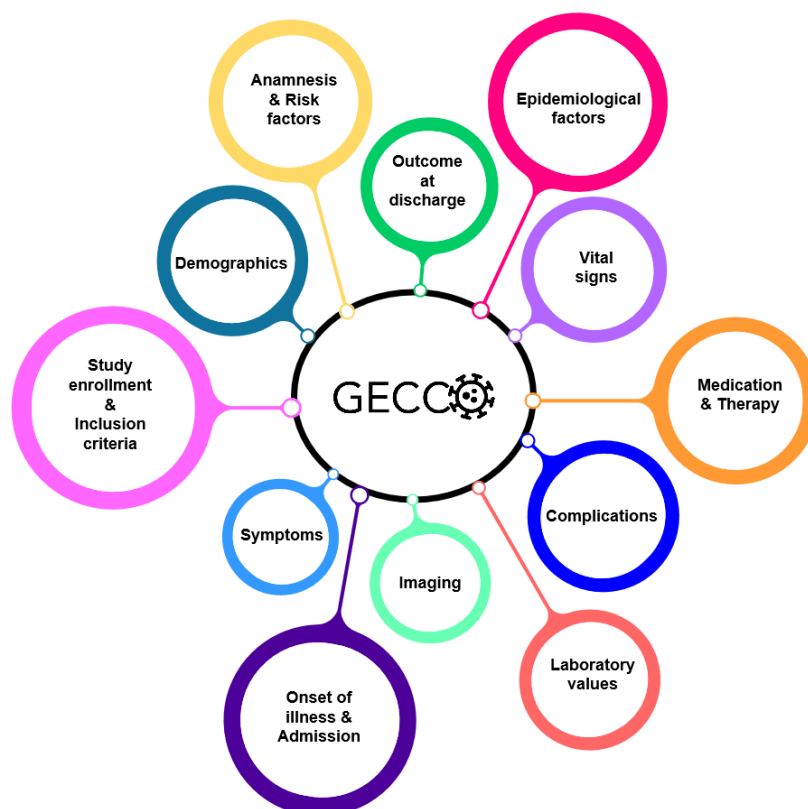 Anamnesis
& Risk
factors
Epidemiological
factors
Outcome
at
discharge
Demographics
Vital
signs
Study
enrollment
&
Inclusion
criteria
GECCO
Medication
& Therapy
Symptoms
Complications
Imaging
Laboratory
values
Onset of
illness &
Admission